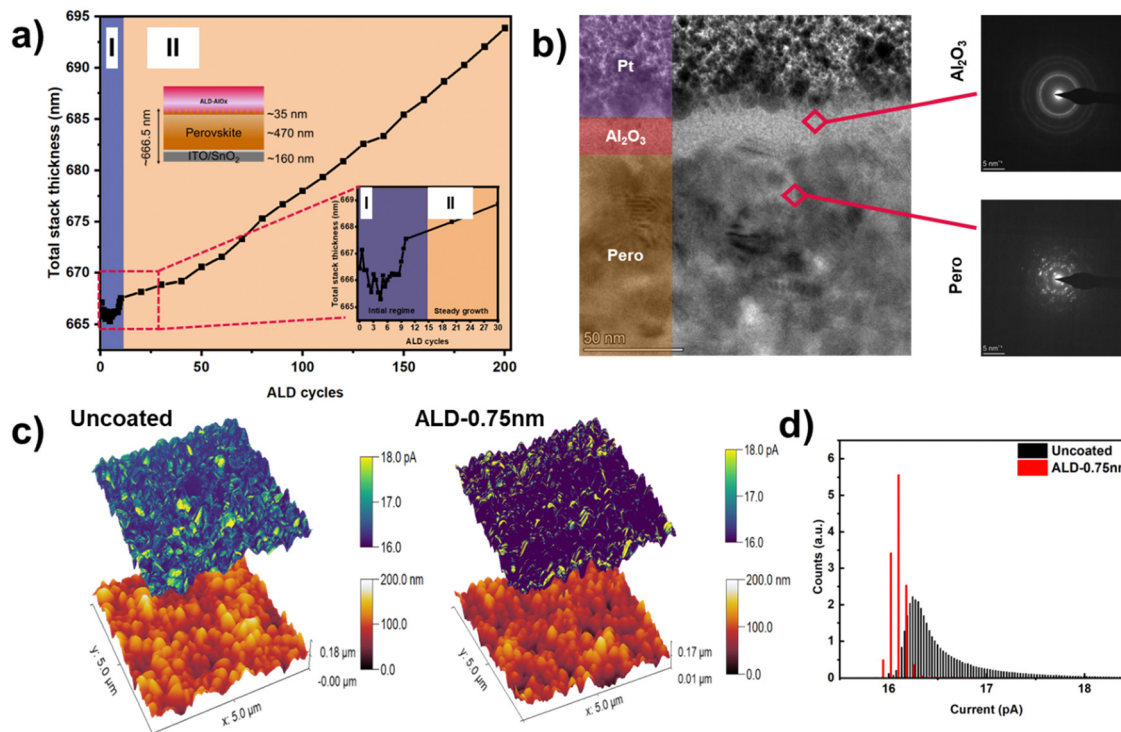 a)
695
690
685
680
675
670
665
Total stack thickness (nm)
I
II
ALD-AlOx
~35 nm
Perovskite
~470 nm
ITO/SnO₂
~160 nm
~666.5 nm
669
668
667
666
665
Total stack thickness (nm)
I
II
Intial regime
Steady growth
0 3 6 9 12 15 18 21 24 27 30
ALD cycles
0 50 100 150 200
ALD cycles
b)
Pt
Al₂O₃
Pero
50 nm
Al₂O₃
5 nm⁻¹
Pero
5 nm⁻¹
c)
Uncoated
18.0 pA
17.0
16.0
200.0 nm
100.0
0.0
0.18 µm
-0.00 µm
y: 5.0 µm
x: 5.0 µm
ALD-0.75nm
18.0 pA
17.0
16.0
200.0 nm
100.0
0.0
0.17 µm
0.01 µm
y: 5.0 µm
x: 5.0 µm
d)
Uncoated
ALD-0.75nm
6
5
4
3
2
1
0
Counts (a.u.)
16 17 18
Current (pA)